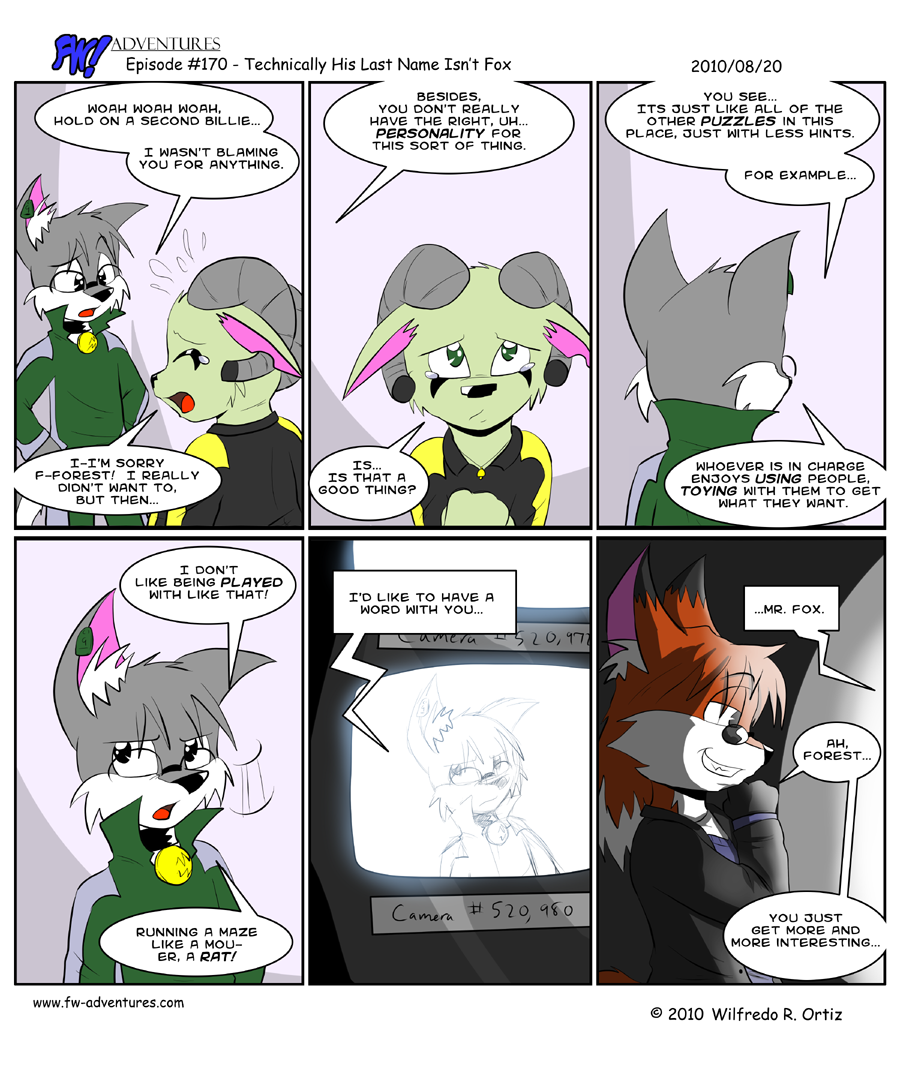 FW! ADVENTURES
Episode #170 - Technically His Last Name Isn't Fox
2010/08/20
WOAH WOAH WOAH,
HOLD ON A SECOND BILLIE...
I WASN'T BLAMING
YOU FOR ANYTHING.
I-I'M SORRY
F-FOREST! I REALLY
DIDN'T WANT TO,
BUT THEN...
BESIDES,
YOU DON'T REALLY
HAVE THE RIGHT, UH...
PERSONALITY FOR
THIS SORT OF THING.
IS...
IS THAT A
GOOD THING?
YOU SEE...
ITS JUST LIKE ALL OF THE
OTHER PUZZLES IN THIS
PLACE, JUST WITH LESS HINTS.
FOR EXAMPLE...
WHOEVER IS IN CHARGE
ENJOYS USING PEOPLE,
TOYING WITH THEM TO GET
WHAT THEY WANT.
I DON'T
LIKE BEING PLAYED
WITH LIKE THAT!
RUNNING A MAZE
LIKE A MOU-
ER, A RAT!
I'D LIKE TO HAVE A
WORD WITH YOU...
Camera #520,977
Camera #520,980
...MR. FOX.
AH,
FOREST...
YOU JUST
GET MORE AND
MORE INTERESTING...
www.fw-adventures.com
© 2010 Wilfredo R. Ortiz